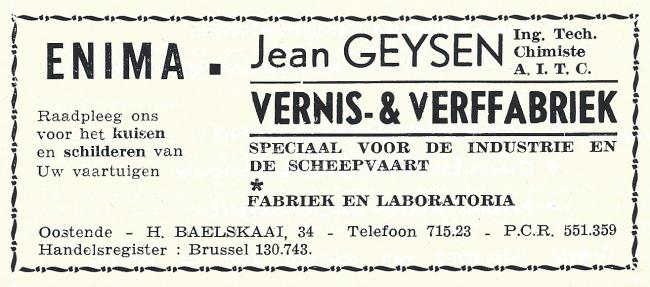 ENIMA. Jean GEYSEN Ing. Tech.
Chimiste
A. I. T. C.
VERNIS- & VERFFABRIEK
Raadpleeg ons
voor het kuisen
en schilderen van
Uw vaartuigen
SPECIAAL VOOR DE INDUSTRIE EN
DE SCHEEPVAART
*
FABRIEK EN LABORATORIA
Oostende - H. BAELSKAAI, 34 - Telefoon 715.23 - P.C.R. 551.359
Handelsregister : Brussel 130.743.